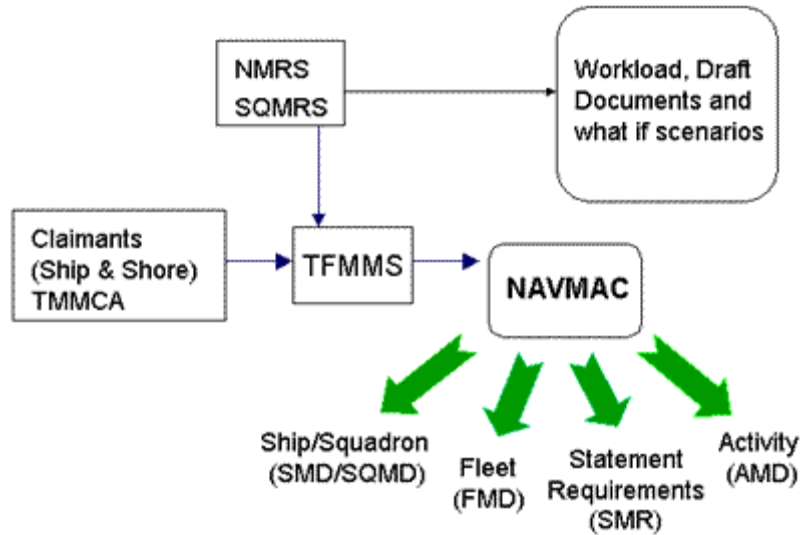 NMRS
SQMRS
Workload, Draft
Documents and
what if scenarios
Claimants
(Ship & Shore)
TMMCA
TFMMS
NAVMAC
Ship/Squadron
(SMD/SQMD)
Fleet
(FMD)
Statement
Requirements
(SMR)
Activity
(AMD)